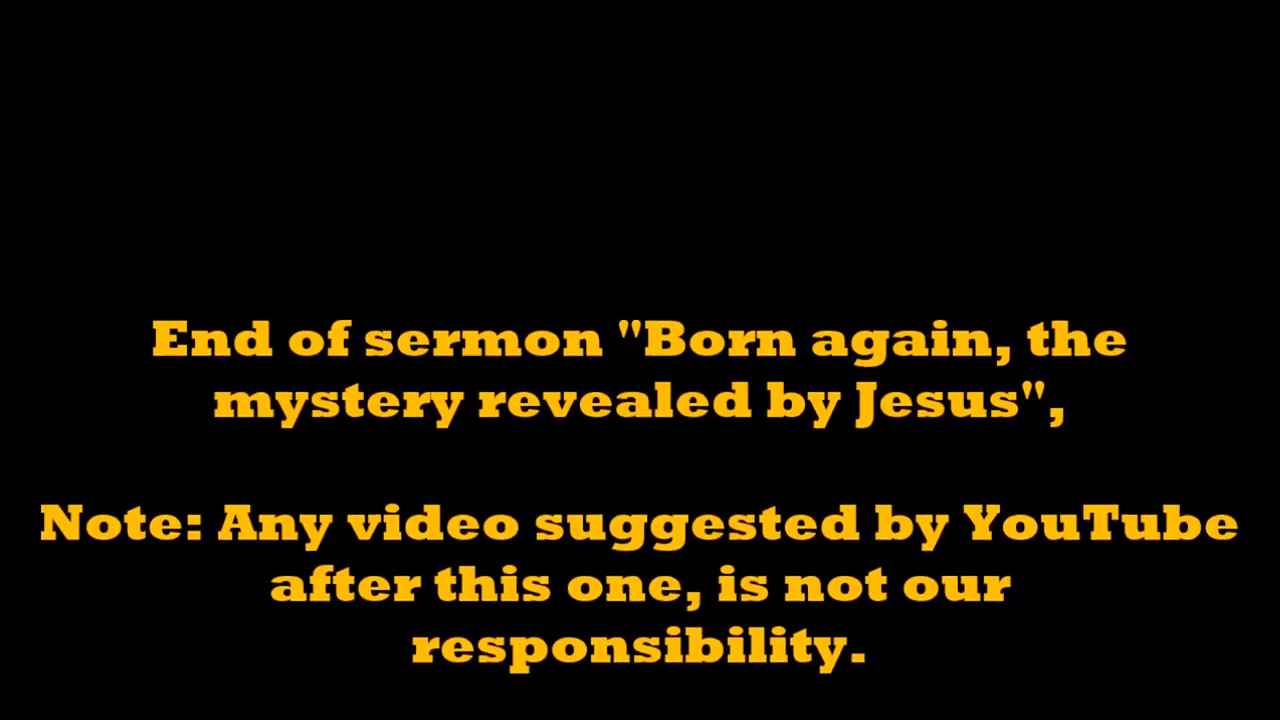 End of sermon "Born again, the
mystery revealed by Jesus",
Note: Any video suggested by YouTube
after this one, is not our
responsibility.